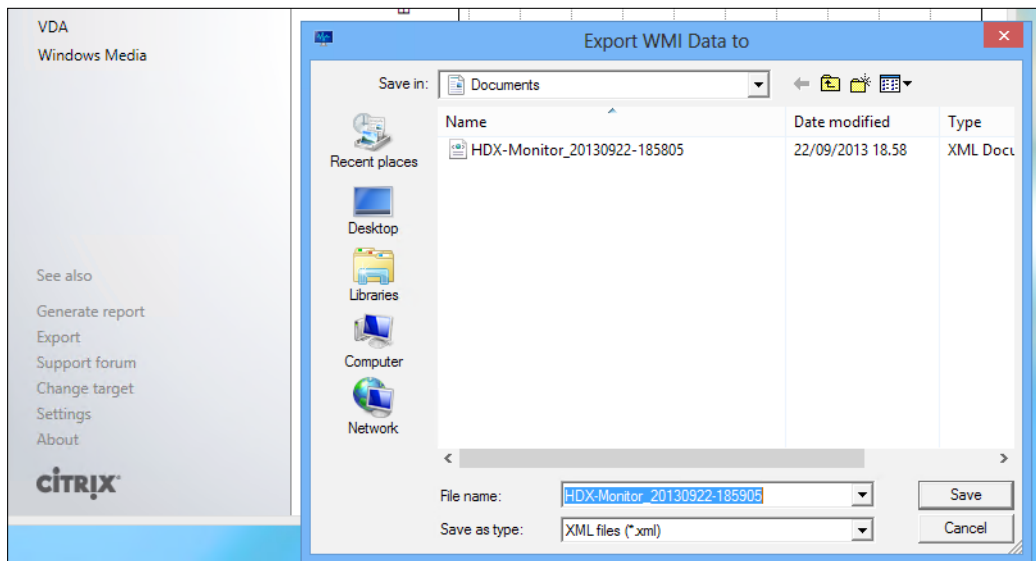 VDA
Windows Media
See also
Generate report
Export
Support forum
Change target
Settings
About
CİTRIX
Export WMI Data to
Save in:
Documents
Name
Date modified
Type
HDX-Monitor_20130922-185805
22/09/2013 18.58
XML Docu
Recent places
Desktop
Libraries
Computer
Network
File name:
HDX-Monitor_20130922-185905
Save
Save as type:
XML files (*.xml)
Cancel